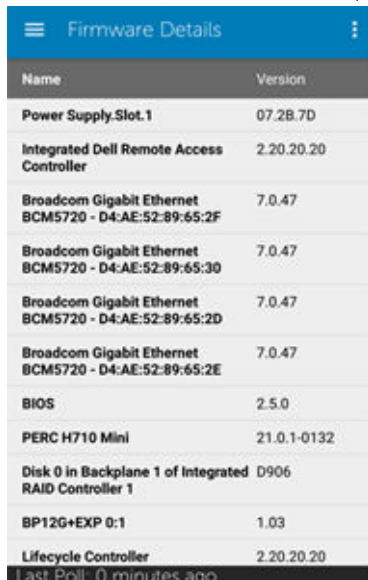 Firmware Details
Name Version
Power Supply.Slot.1 07.2B.7D
Integrated Dell Remote Access 2.20.20.20
Controller
Broadcom Gigabit Ethernet 7.0.47
BCM5720 - D4:AE:52:89:65:2F
Broadcom Gigabit Ethernet 7.0.47
BCM5720 - D4:AE:52:89:65:30
Broadcom Gigabit Ethernet 7.0.47
BCM5720 - D4:AE:52:89:65:2D
Broadcom Gigabit Ethernet 7.0.47
BCM5720 - D4:AE:52:89:65:2E
BIOS 2.5.0
PERC H710 Mini 21.0.1-0132
Disk 0 in Backplane 1 of Integrated D906
RAID Controller 1
BP12G+EXP 0:1 1.03
Lifecycle Controller 2.20.20.20
Last Poll: 0 minutes ago